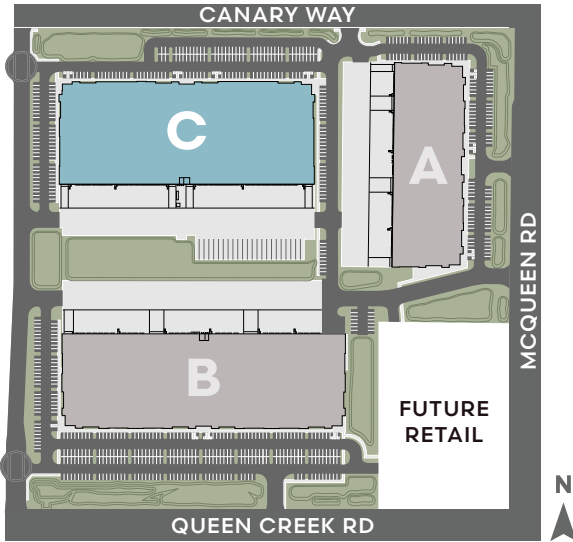 CANARY WAY
C
A
MCQUEEN RD
B
FUTURE
RETAIL
N
QUEEN CREEK RD